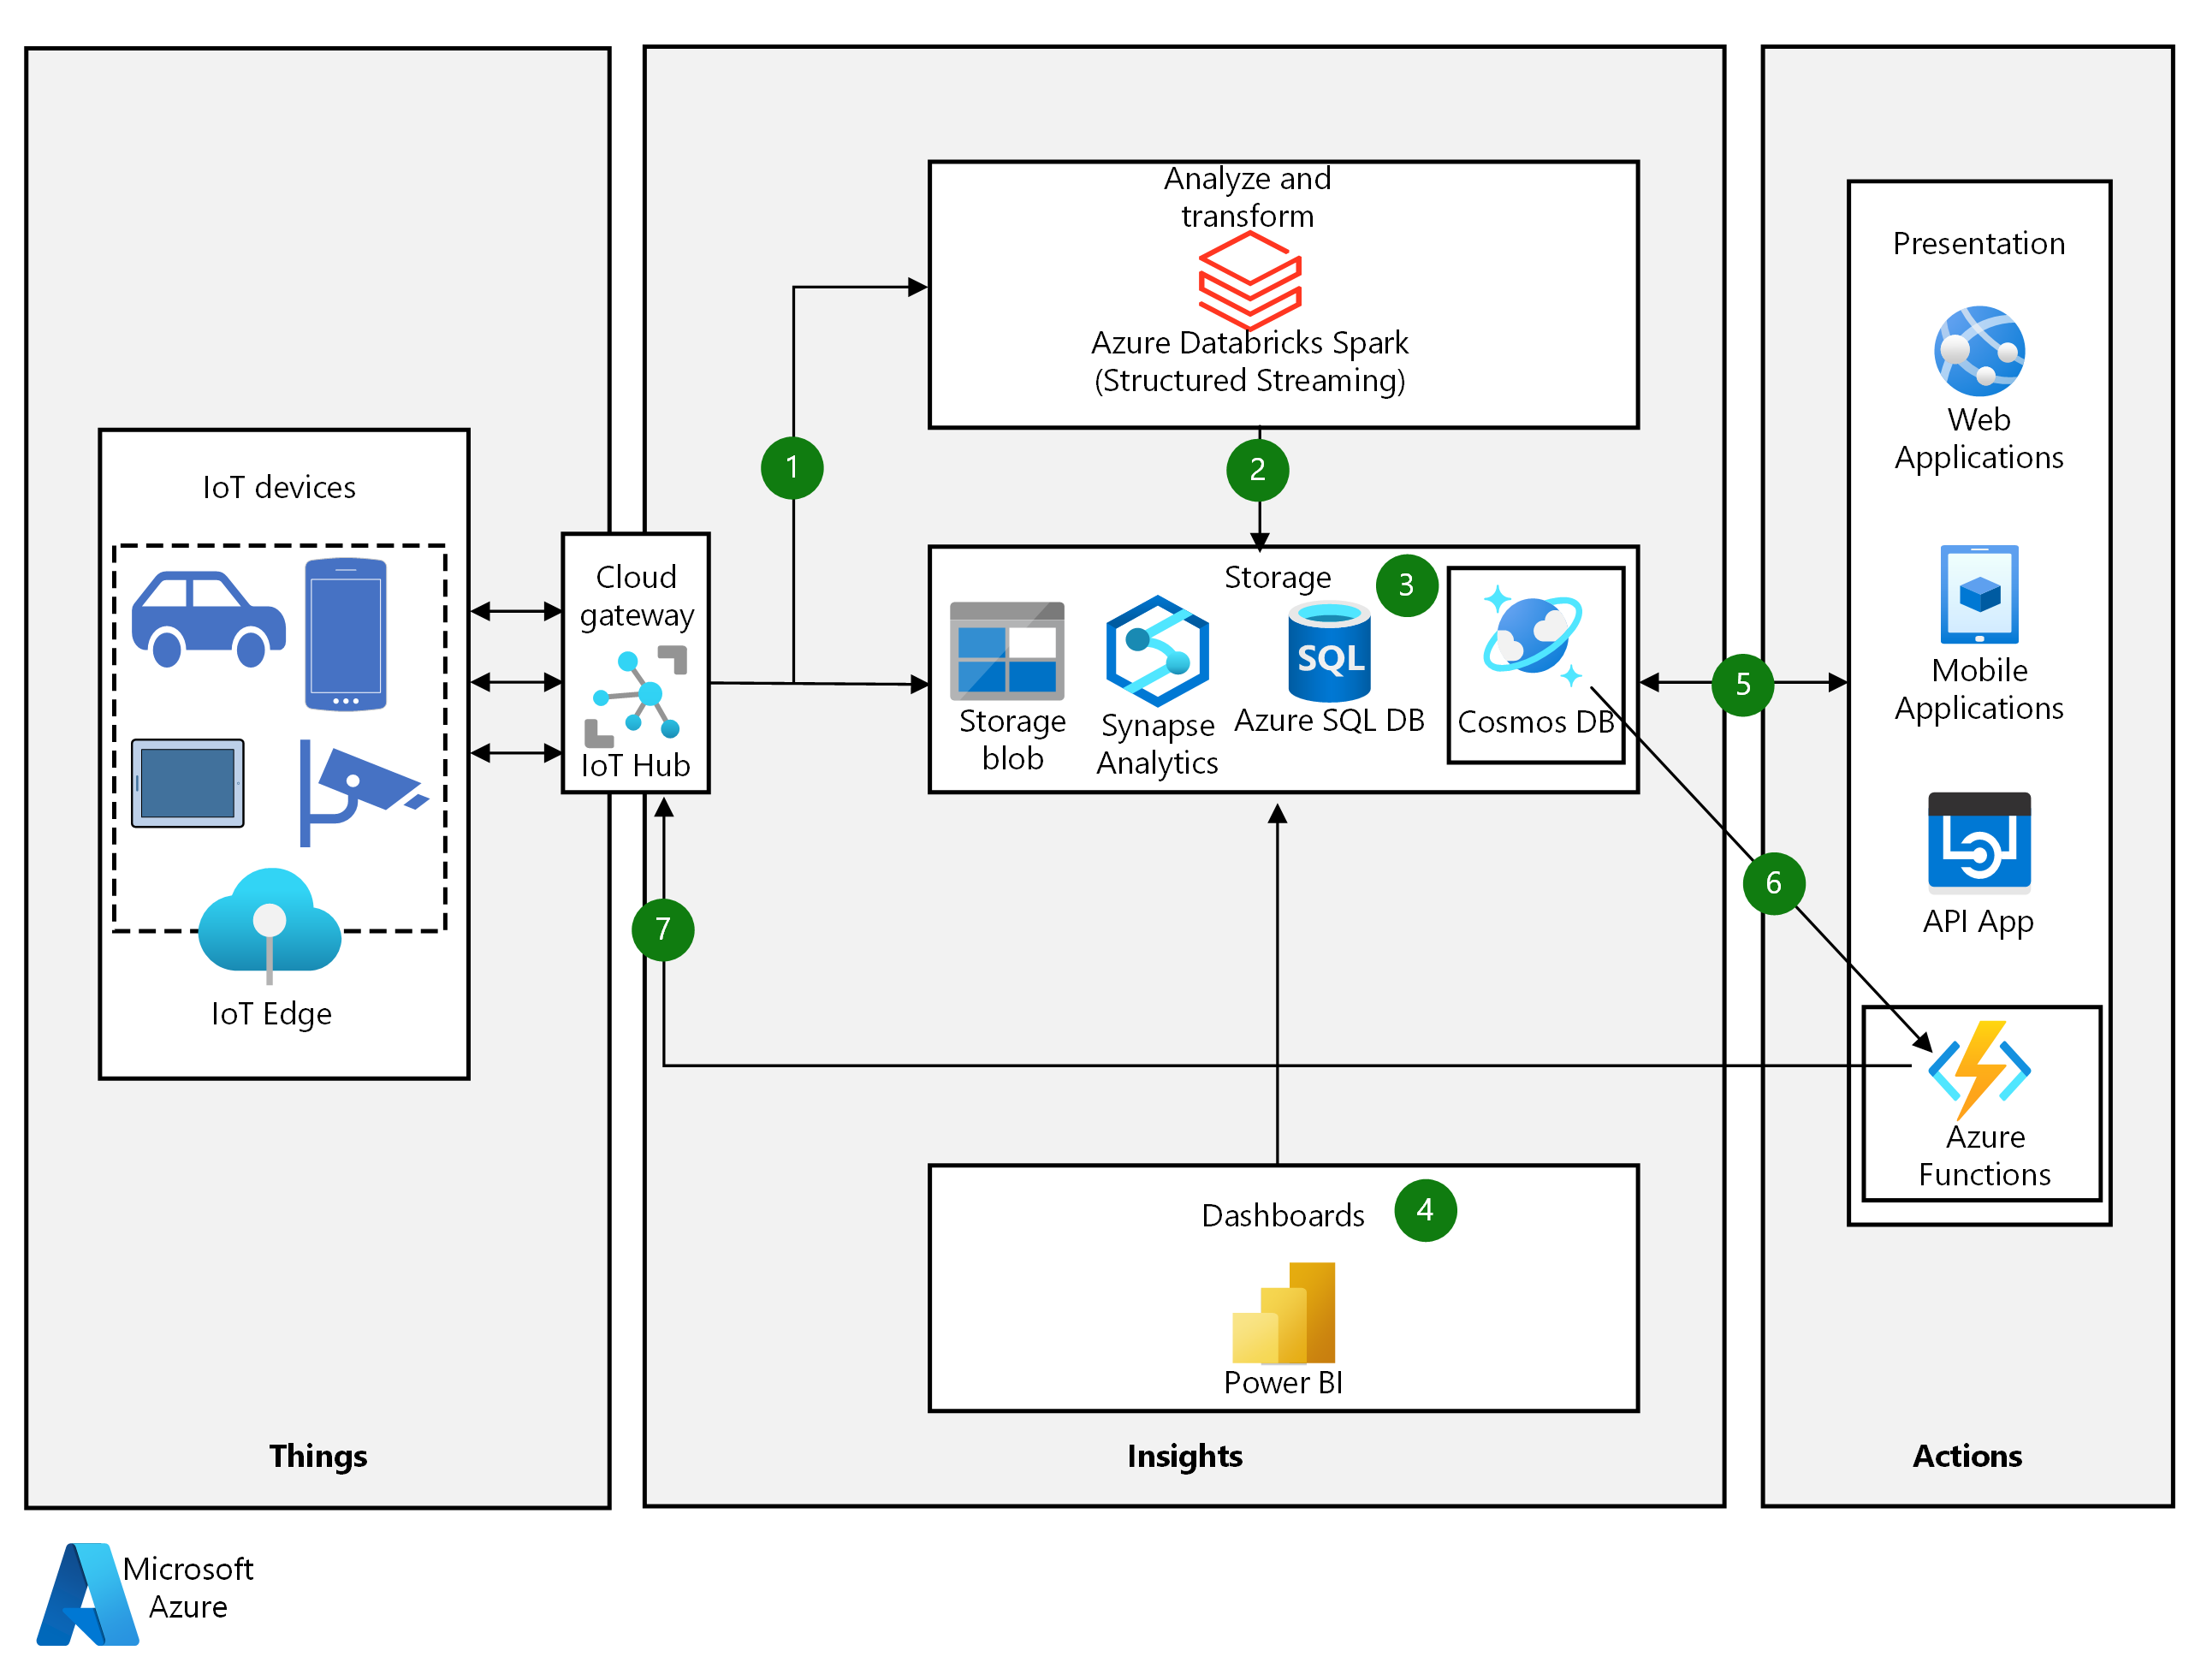 IoT devices
IoT Edge
Things
Cloud
gateway
IoT Hub
1
7
Analyze and
transform
Azure Databricks Spark
(Structured Streaming)
2
Storage
3
Storage
blob
Synapse
Analytics
SQL
Azure SQL DB
Cosmos DB
Dashboards
4
Power BI
Insights
5
6
Presentation
Web
Applications
Mobile
Applications
API App
Azure
Functions
Actions
Microsoft
Azure